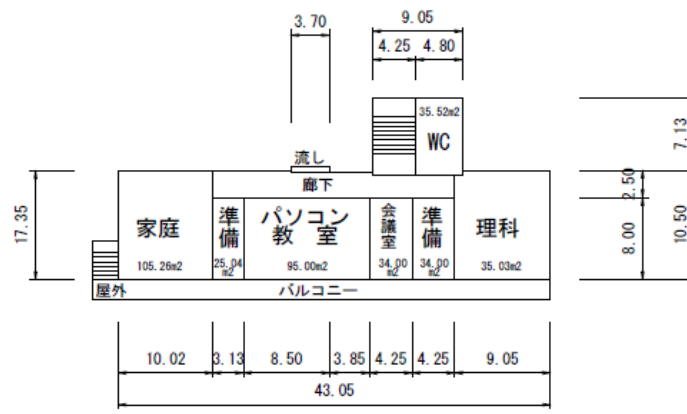 9.05
3.70
4.25 4.80
35.52m2
WC
7.13
流し
廊下
2.50
17.35
家庭
準備
パソコン
教室
会議室
準備
理科
8.00
10.50
105.26m2
25.04
m2
95.00m2
34.00
m2
34.00
m2
35.03m2
屋外
バルコニー
10.02 3.13 8.50 3.85 4.25 4.25 9.05
43.05